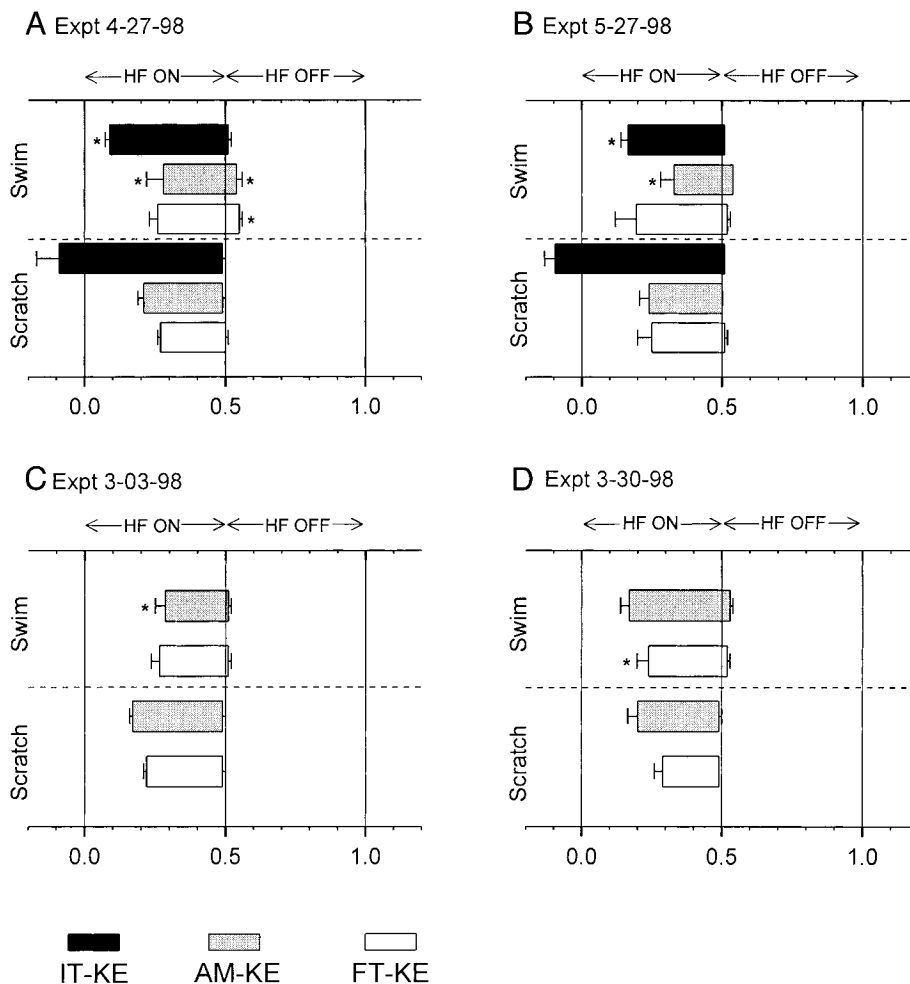 A Expt 4-27-98
HF ON HF OFF
Swim
*
* *
*
Scratch
0.0 0.5 1.0
B Expt 5-27-98
HF ON HF OFF
Swim
*
*
Scratch
0.0 0.5 1.0
C Expt 3-03-98
HF ON HF OFF
Swim
*
Scratch
0.0 0.5 1.0
D Expt 3-30-98
HF ON HF OFF
Swim
*
Scratch
0.0 0.5 1.0
IT-KE AM-KE FT-KE